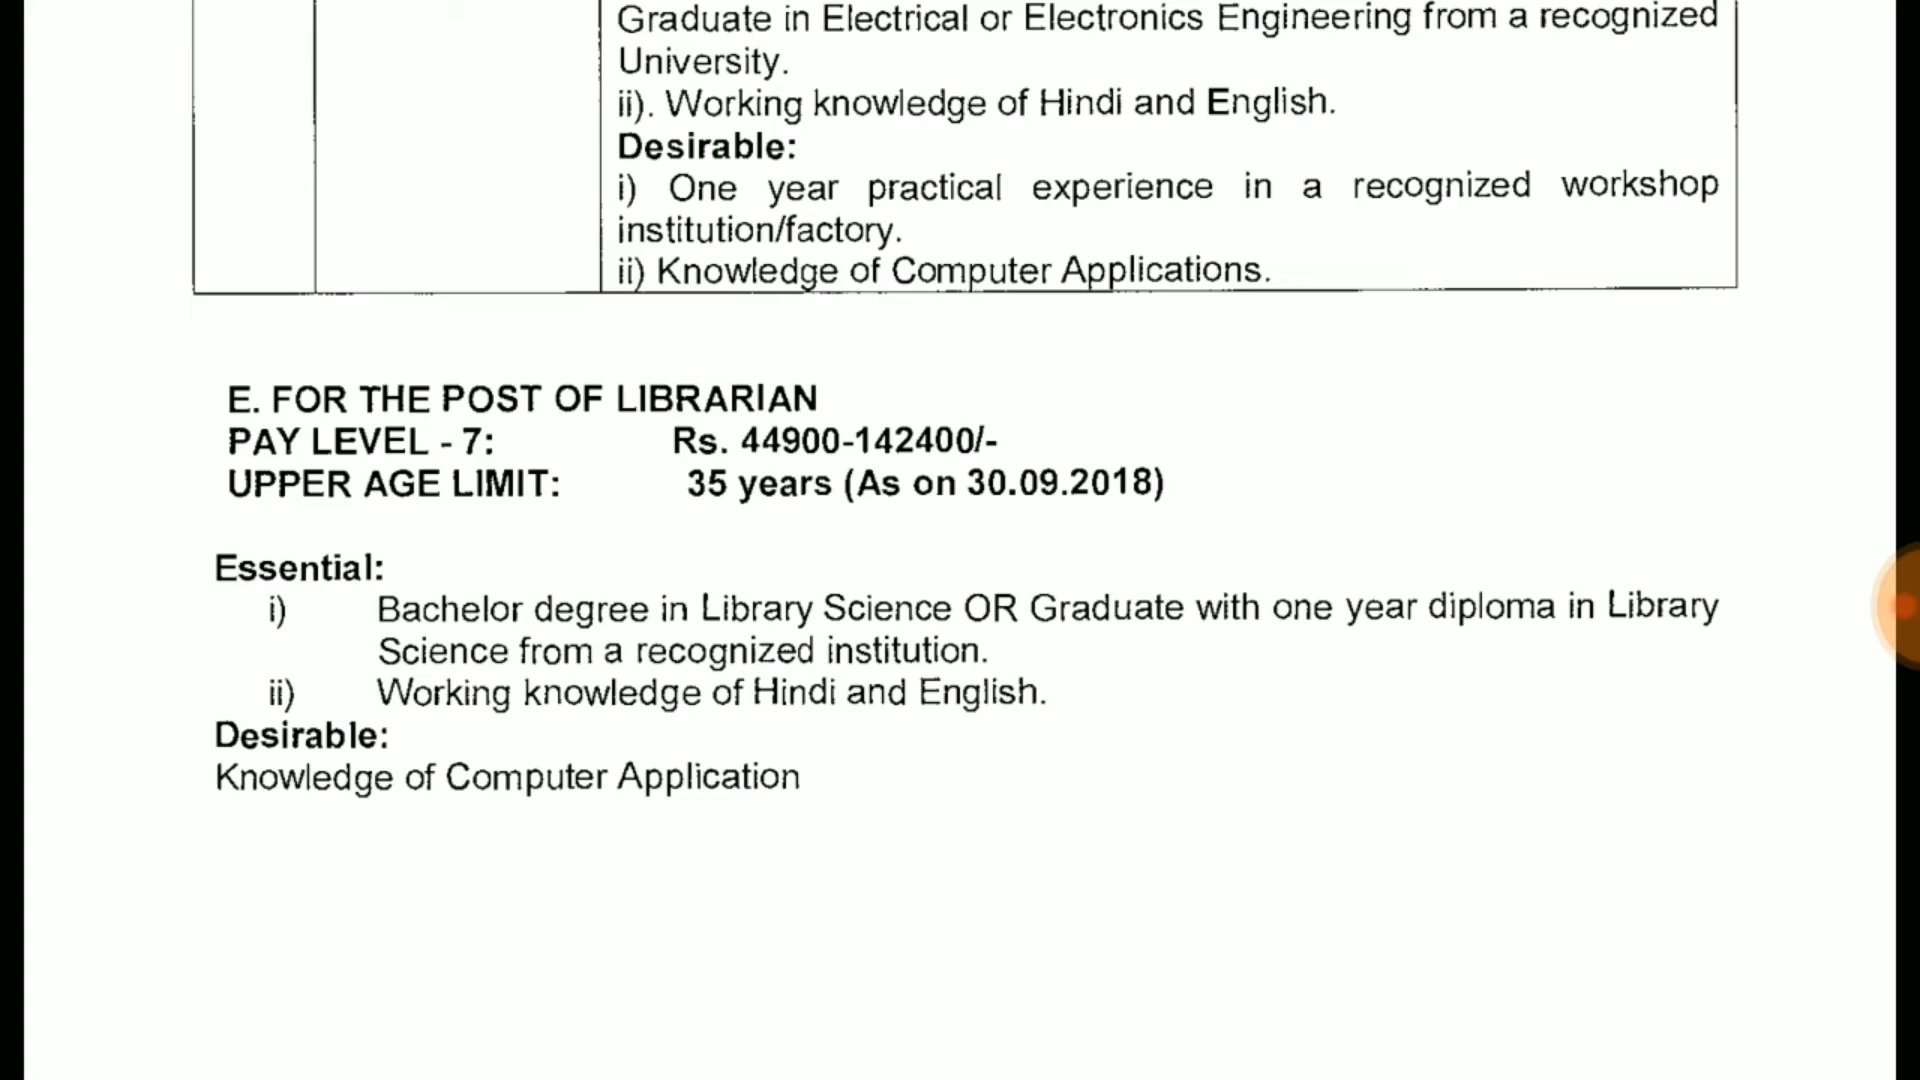 Graduate in Electrical or Electronics Engineering from a recognized
University.
ii). Working knowledge of Hindi and English.
Desirable:
i) One year practical experience in a recognized workshop
institution/factory.
ii) Knowledge of Computer Applications.
E. FOR THE POST OF LIBRARIAN
PAY LEVEL - 7: Rs. 44900-142400/-
UPPER AGE LIMIT: 35 years (As on 30.09.2018)
Essential:
i) Bachelor degree in Library Science OR Graduate with one year diploma in Library
Science from a recognized institution.
ii) Working knowledge of Hindi and English.
Desirable:
Knowledge of Computer Application